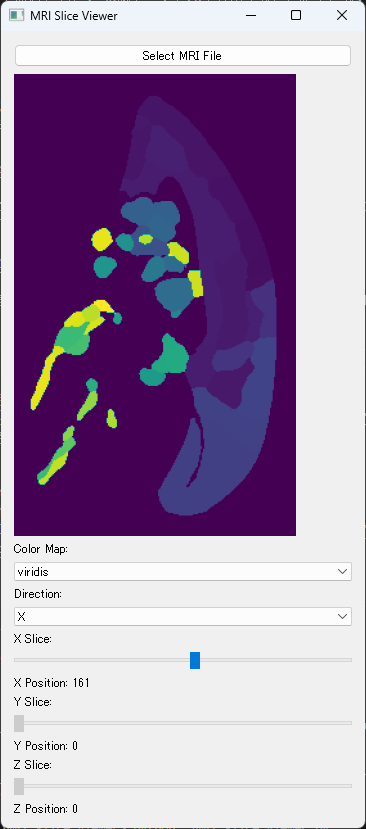 MRI Slice Viewer
Select MRI File
Color Map:
viridis
Direction:
X
X Slice:
X Position: 161
Y Slice:
Y Position: 0
Z Slice:
Z Position: 0